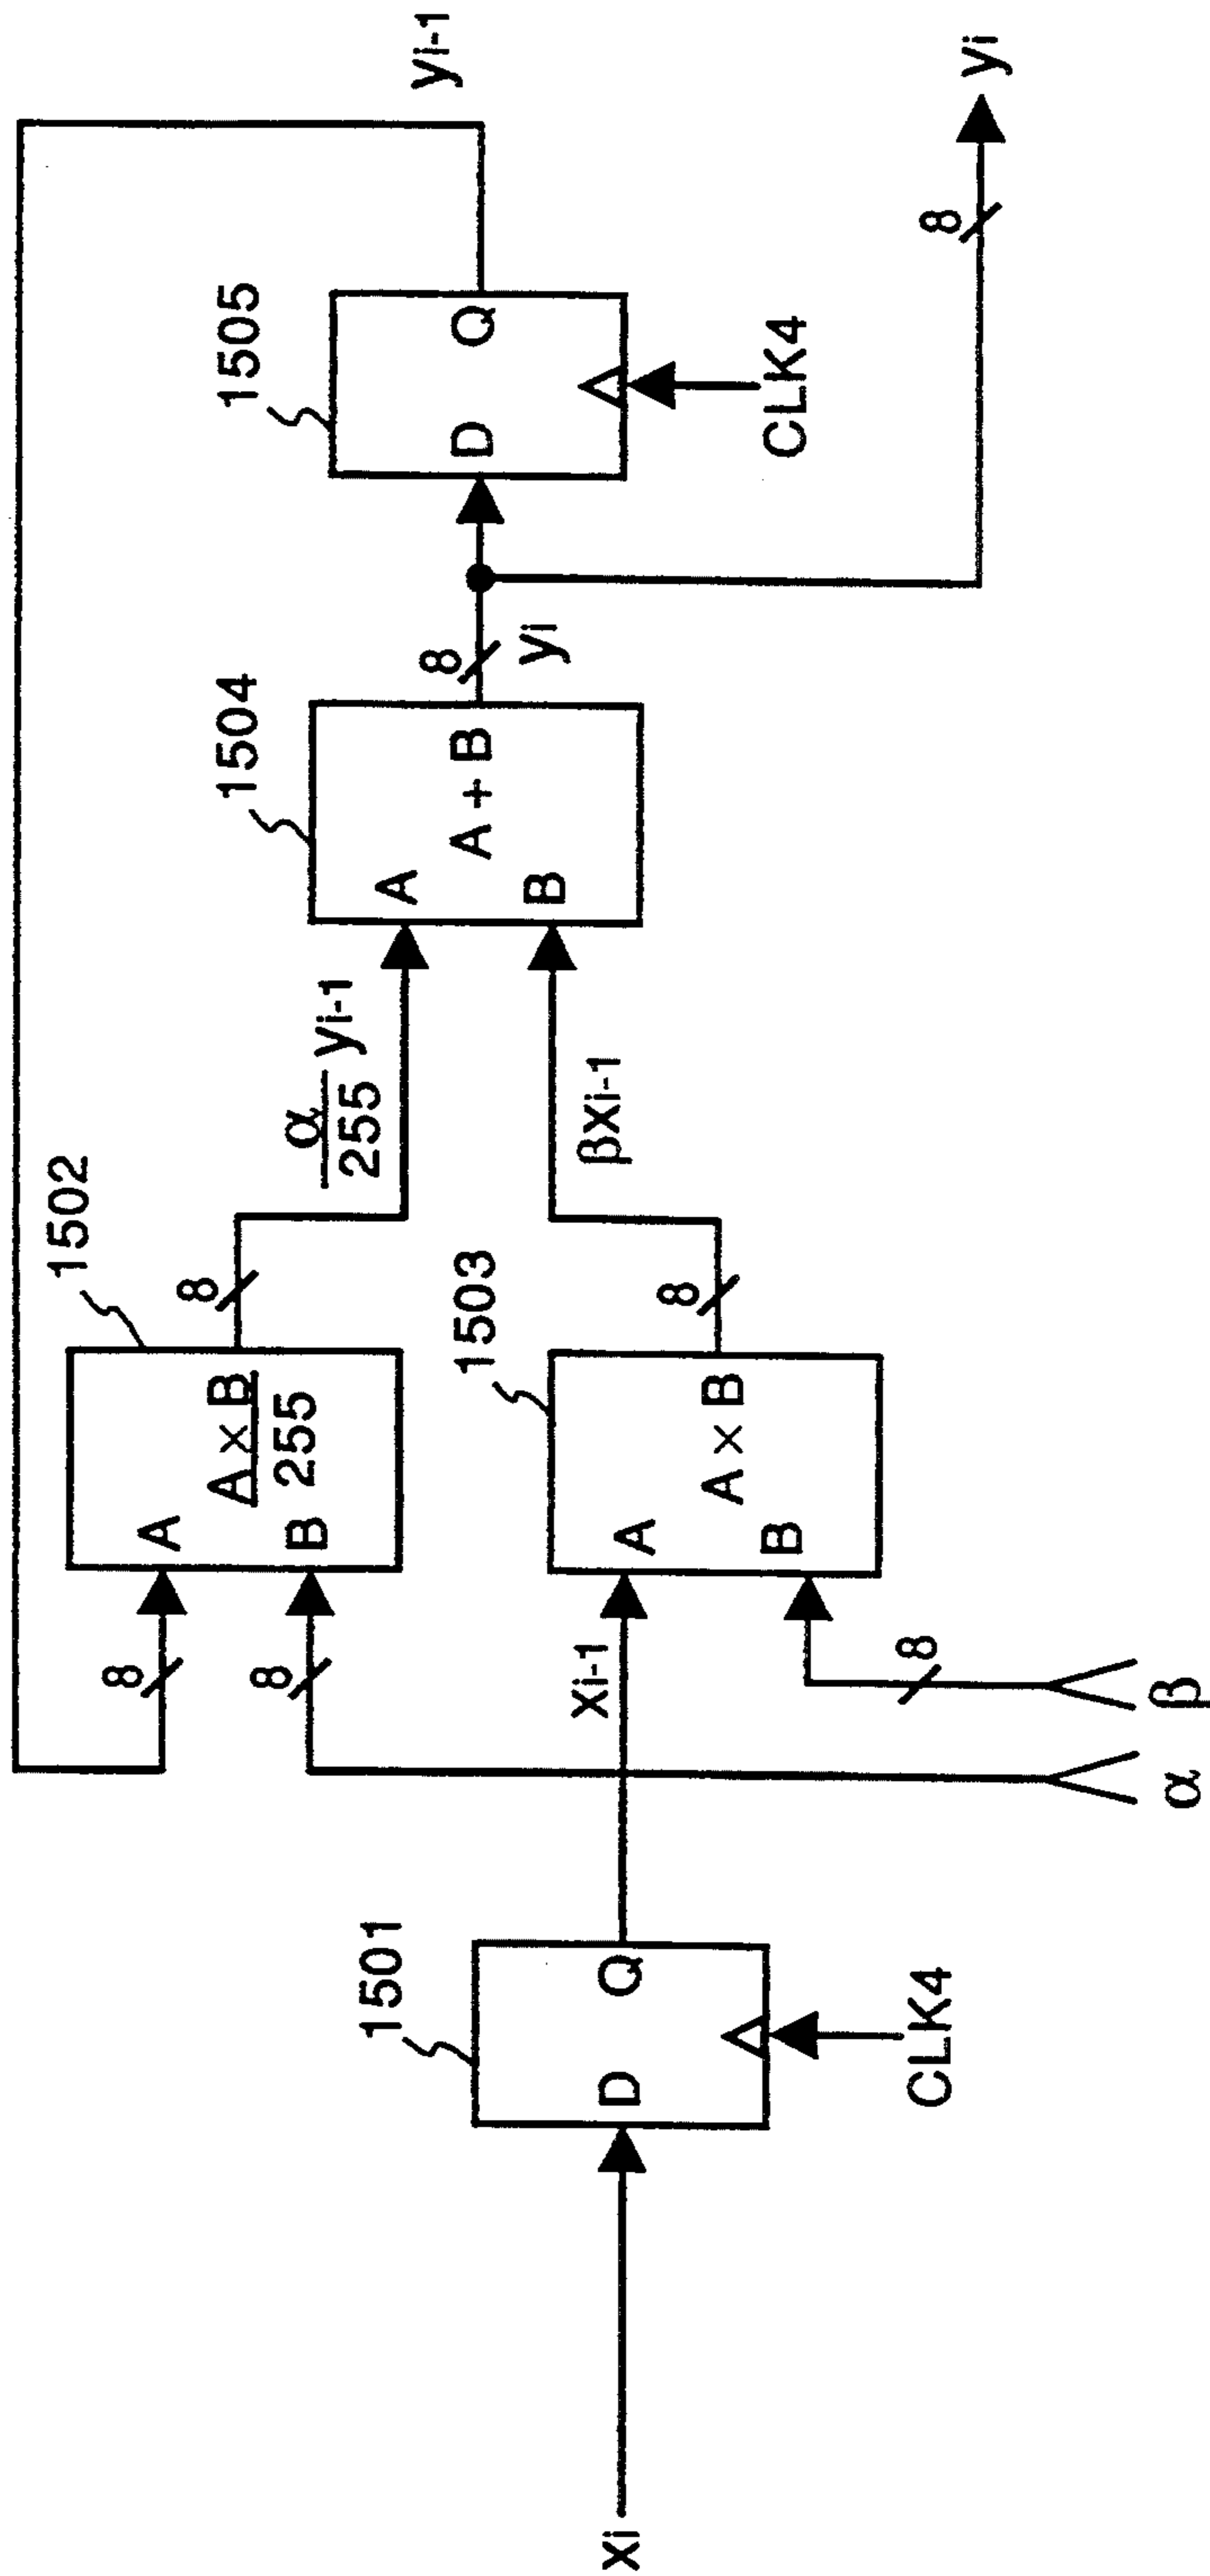 xi
1501
D
Q
CLK4
α
β
8
xi-1
8
8
1502
A
A × B
255
B
8
1503
A
A × B
B
8
α
255
yi-1
βxi-1
1504
A
A + B
B
8
yi
1505
D
Q
CLK4
yi-1
8
yi